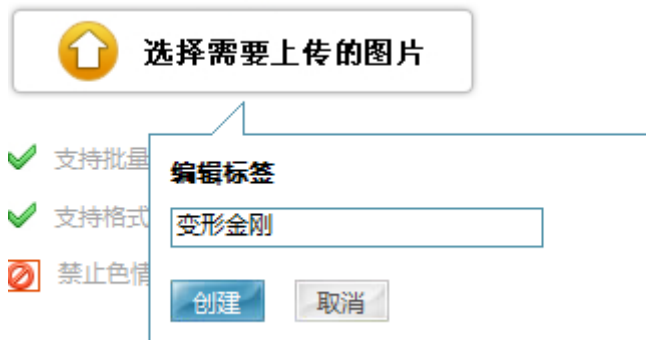 选择需要上传的图片
支持批量
编辑标签
支持格式
变形金刚
禁止色情
创建 取消